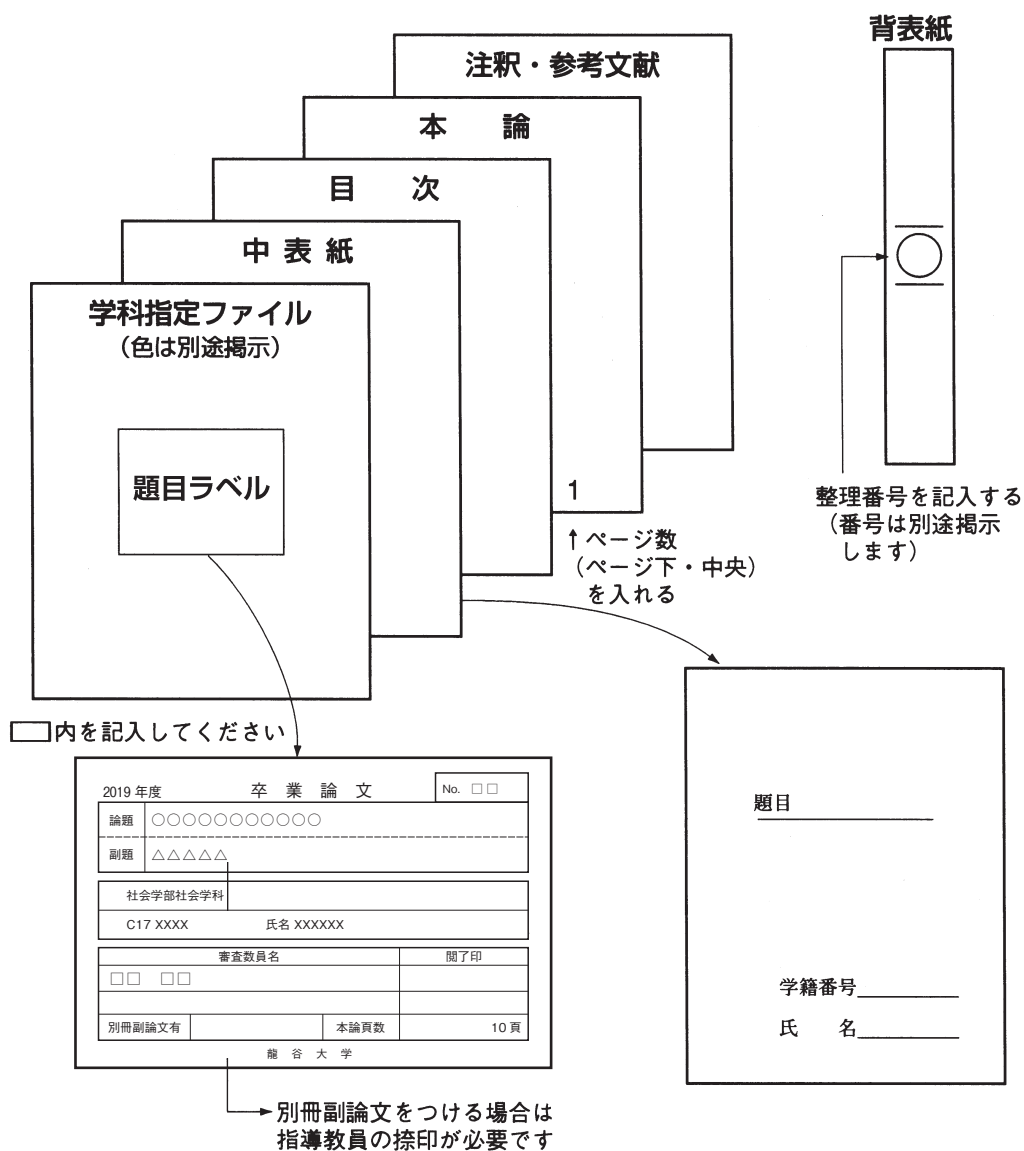 背表紙
注釈・参考文献
本　論
目　次
中表紙
学科指定ファイル
（色は別途掲示）
題目ラベル
1
↑ページ数
（ページ下・中央）
を入れる
整理番号を記入する
（番号は別途掲示
します）
□内を記入してください
2019 年度　卒業論文　No. □□
論題　○○○○○○○○○○○
副題　△△△△△
社会学部社会学科
C17 XXXX　氏名 XXXXXX
審査数員名　閲了印
□□　□□
別冊副論文有　本論頁数　10 頁
龍谷大学
別冊副論文をつける場合は
指導教員の捺印が必要です
題目
学籍番号
氏　名